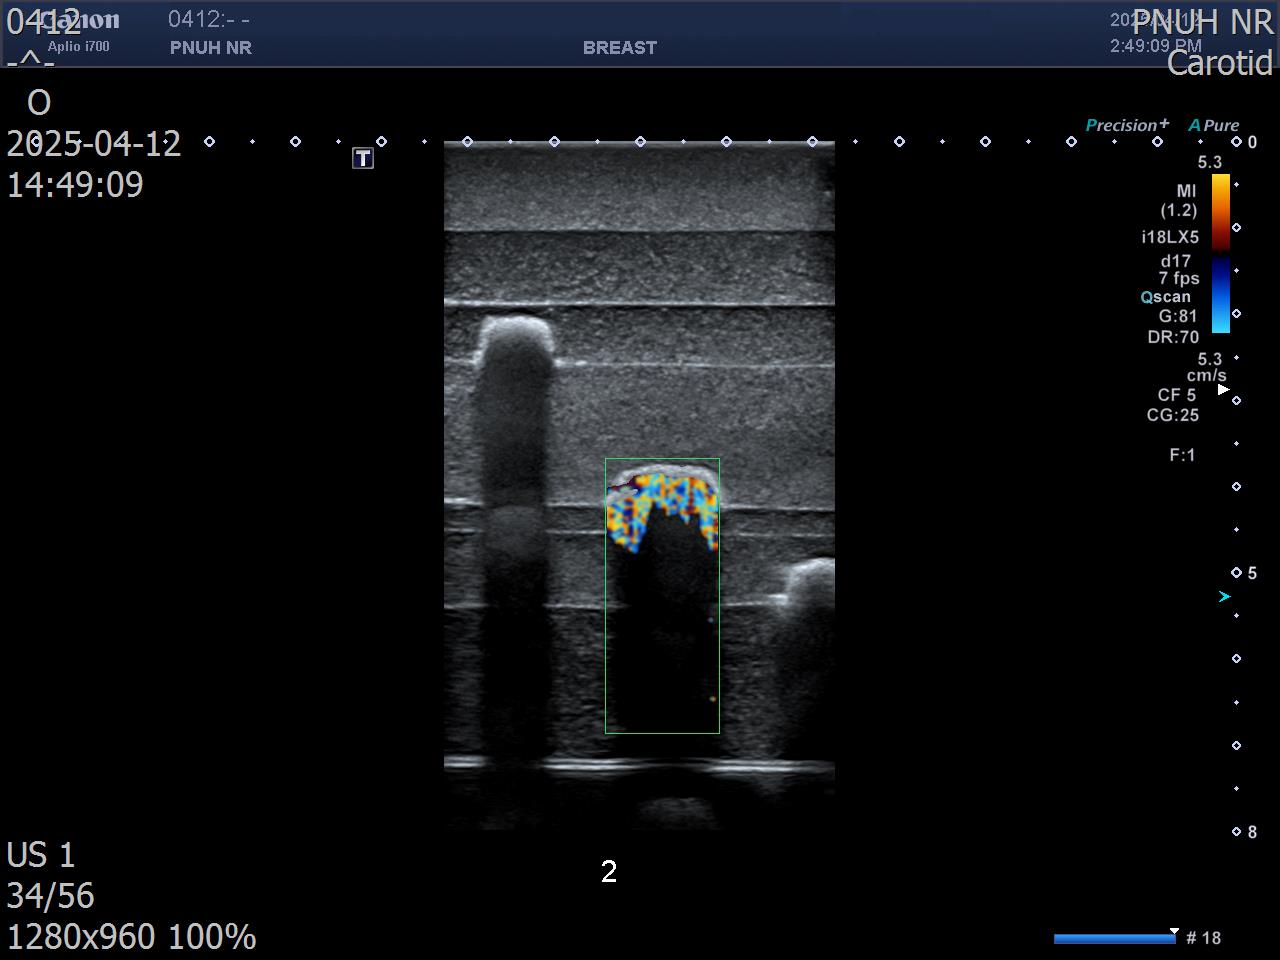 0412
Canon
0412:- -
PNUH NR
-^-
Aplio i700
PNUH NR
BREAST
2:49:09 PM
Carotid
O
2025-04-12
14:49:09
T
Precision+ APure
0
5.3
MI
(1.2)
i18LX5
d17
7 fps
Qscan
G:81
DR:70
5.3
cm/s
CF 5
CG:25
F:1
5
8
US 1
34/56
1280x960 100%
2
# 18